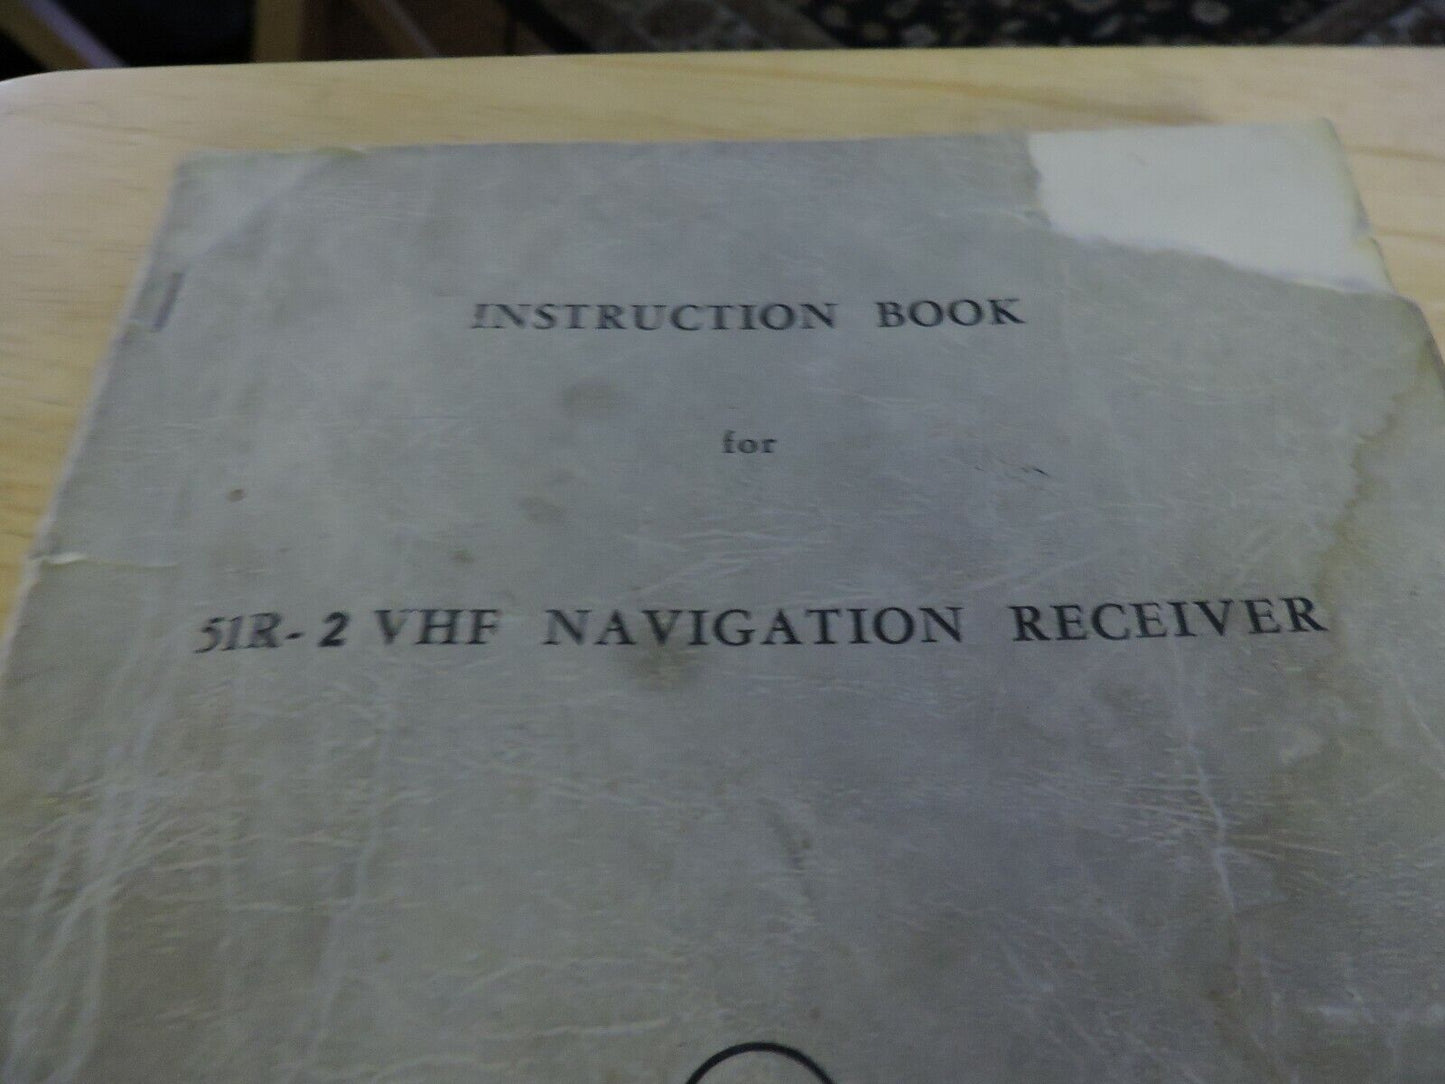 INSTRUCTION BOOK
for
51R-2 VHF NAVIGATION RECEIVER